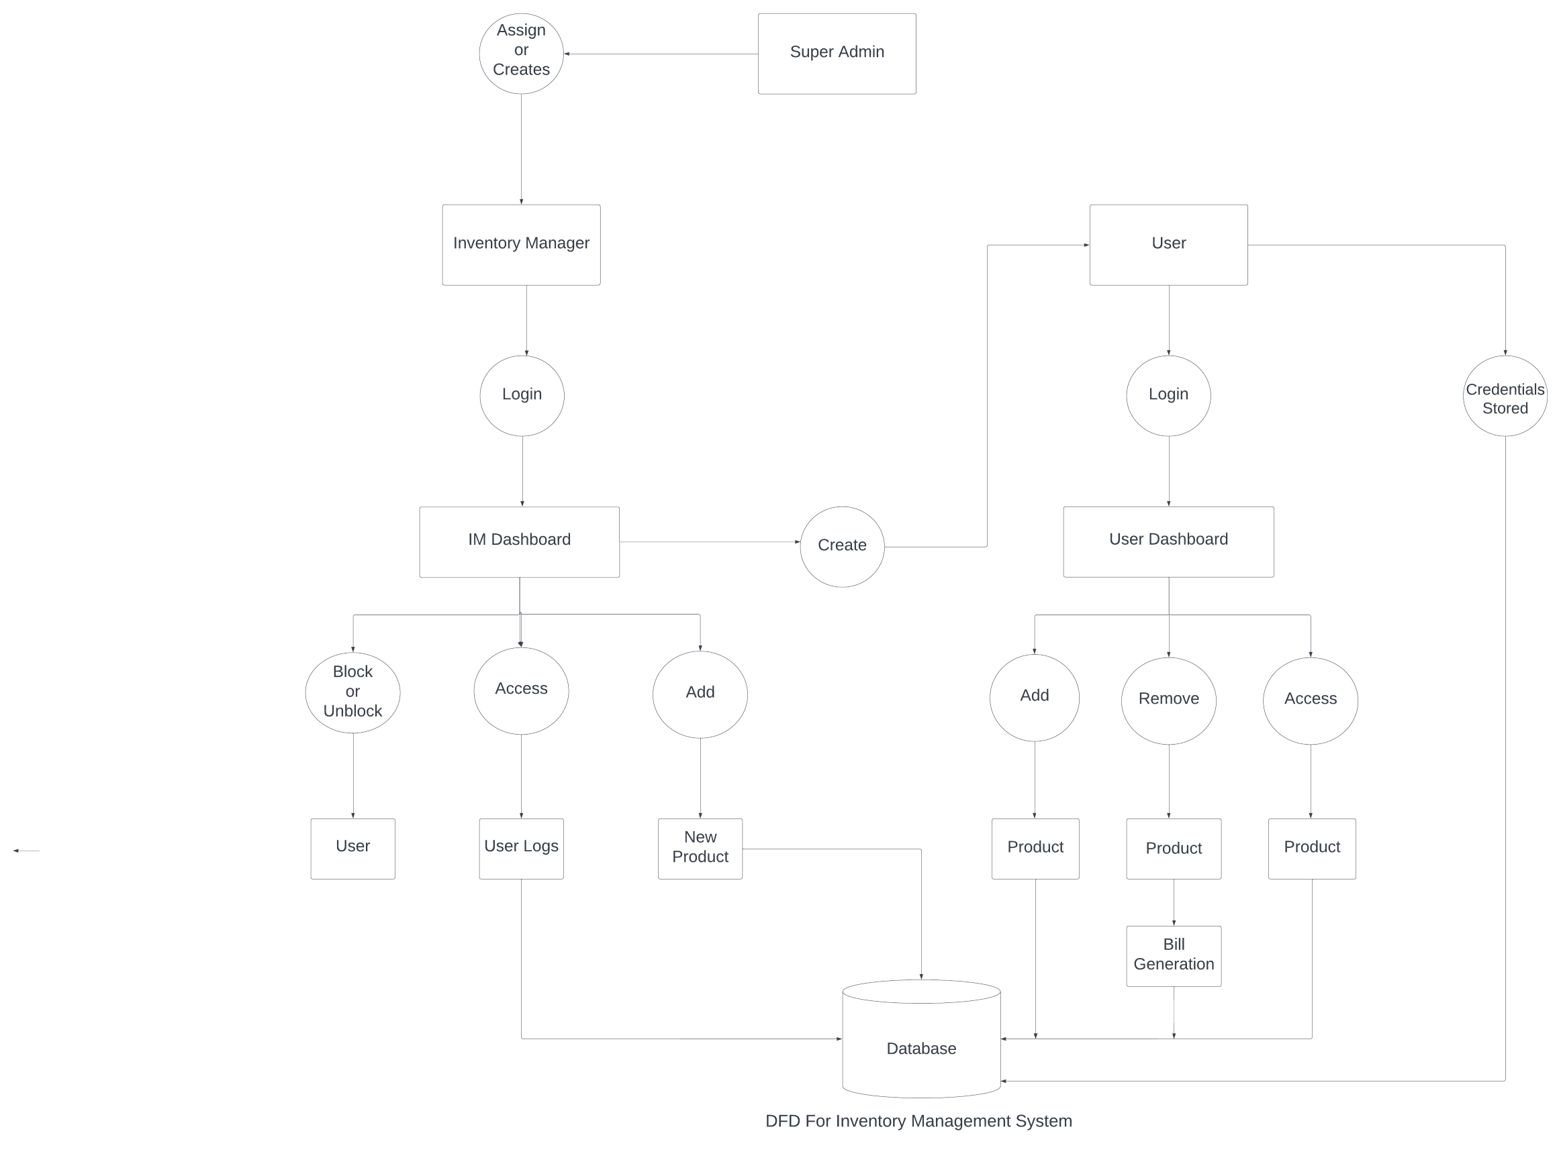 Assign
or
Creates
Super Admin
Inventory Manager
User
Login
Login
Credentials
Stored
IM Dashboard
Create
User Dashboard
Block
or
Unblock
Access
Add
Add
Remove
Access
User
User Logs
New
Product
Product
Product
Product
Bill
Generation
Database
DFD For Inventory Management System